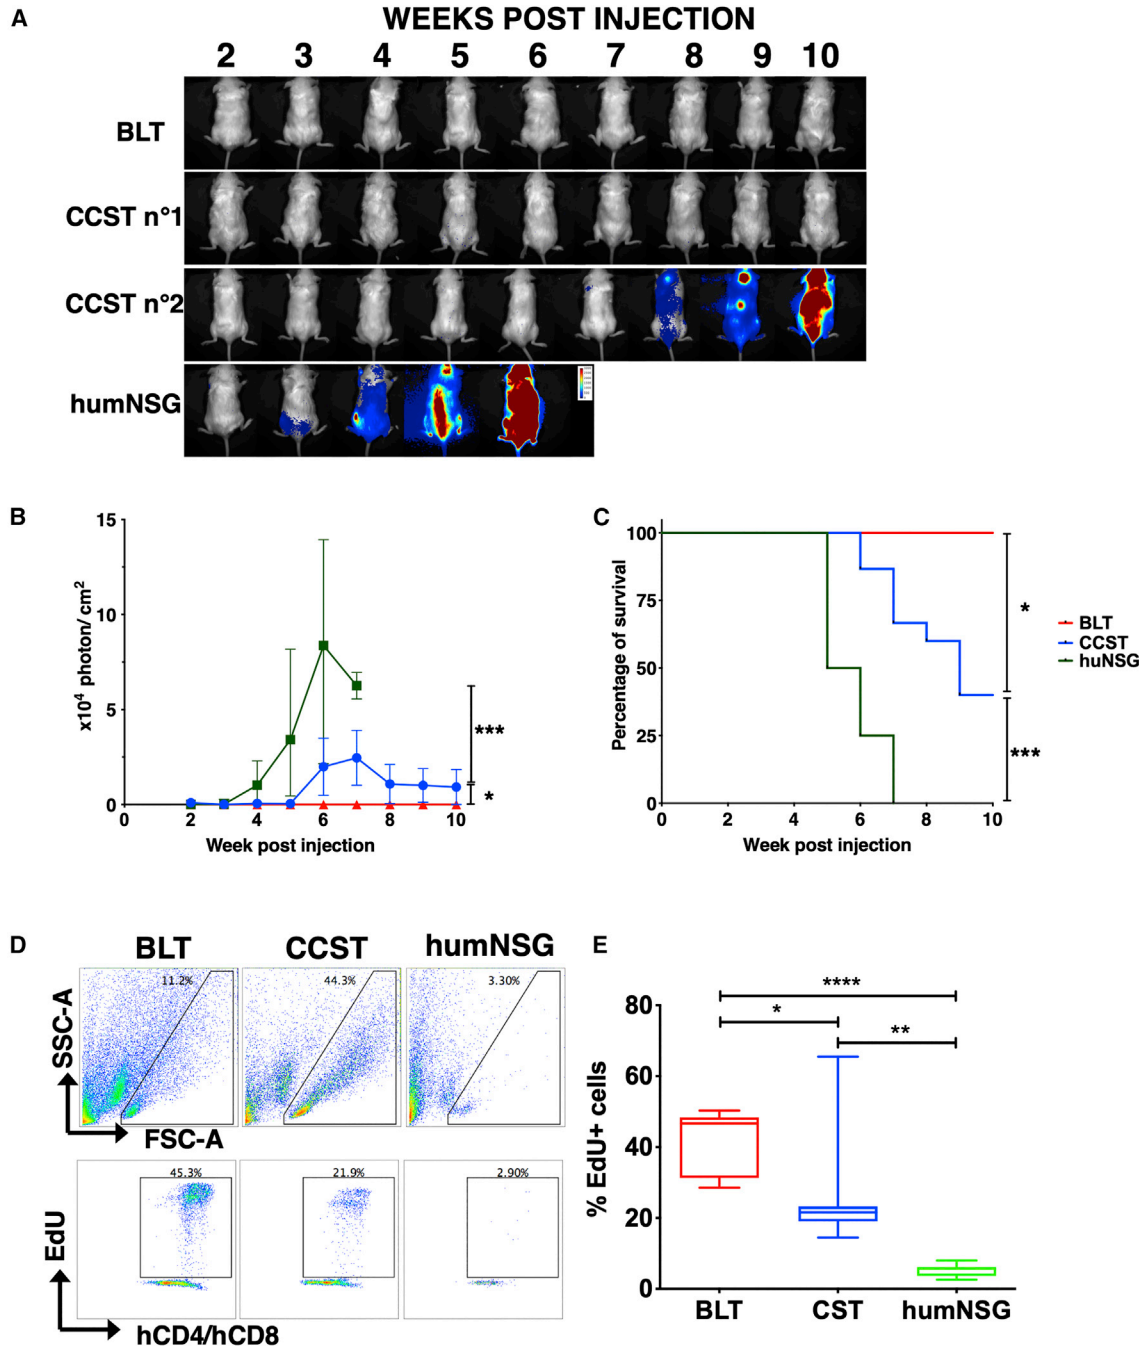 A
WEEKS POST INJECTION
2 3 4 5 6 7 8 9 10
BLT
CCST n°1
CCST n°2
humNSG
B
15
10
5
0
x10⁴ photon/ cm²
0 2 4 6 8 10
Week post injection
***
*
C
100
75
50
25
0
Percentage of survival
0 2 4 6 8 10
Week post injection
*
***
BLT
CCST
huNSG
D
BLT CCST humNSG
11.2% 44.3% 3.30%
SSC-A
FSC-A
45.3% 21.9% 2.90%
EdU
hCD4/hCD8
E
80
60
40
20
0
% EdU+ cells
****
*
**
BLT CST humNSG